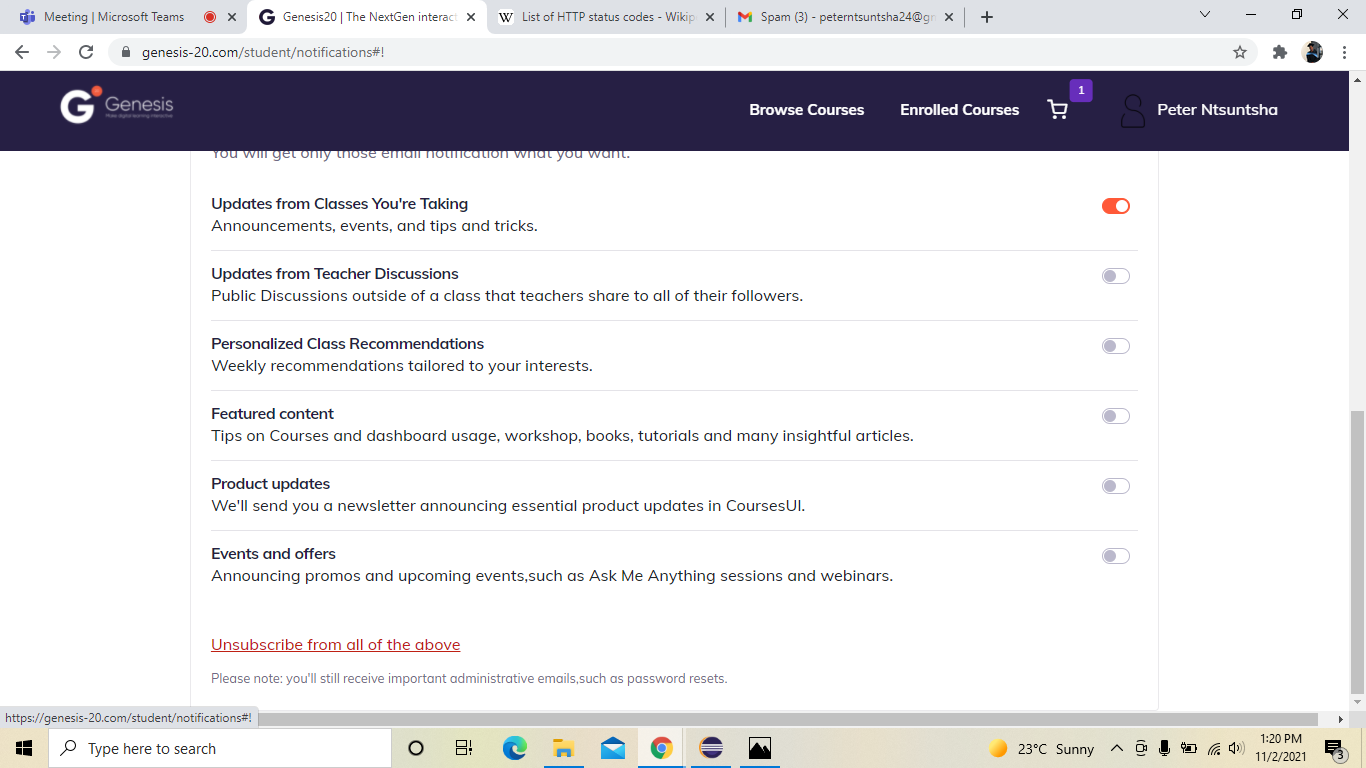 Meeting | Microsoft Teams
Genesis20 | The NextGen interact
List of HTTP status codes - Wikip
Spam (3) - peterntsuntsha24@g
genesis-20.com/student/notifications#!
G Genesis
Make digital learning interactive
Browse Courses
Enrolled Courses
1
Peter Ntsuntsha
You will get only those email notification what you want.
Updates from Classes You're Taking
Announcements, events, and tips and tricks.
Updates from Teacher Discussions
Public Discussions outside of a class that teachers share to all of their followers.
Personalized Class Recommendations
Weekly recommendations tailored to your interests.
Featured content
Tips on Courses and dashboard usage, workshop, books, tutorials and many insightful articles.
Product updates
We'll send you a newsletter announcing essential product updates in CoursesUI.
Events and offers
Announcing promos and upcoming events,such as Ask Me Anything sessions and webinars.
Unsubscribe from all of the above
Please note: you'll still receive important administrative emails,such as password resets.
https://genesis-20.com/student/notifications#!
Type here to search
23°C Sunny
1:20 PM
11/2/2021
3